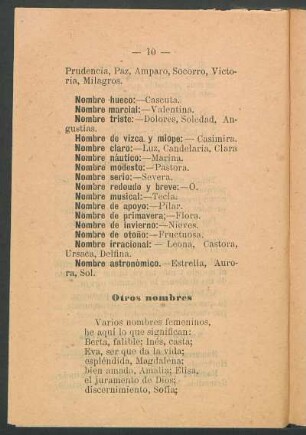 — 10 —
Prudencia, Paz, Amparo, Socorro, Victo-
ria, Milagros.
Nombre hueco:—Cascuta.
Nombre marcial:—Valentina.
Nombre triste:—Dolores, Soledad, An-
gustias.
Nombre de vizca y miope:—Casimira.
Nombre claro:—Luz, Candelaria, Clara
Nombre náutico:—Marina.
Nombre modesto:—Pastora.
Nombre serio:—Severa.
Nombre redondo y breve:—O.
Nombre musical:—Tecla.
Nombre de apoyo:—Pilar.
Nombre de primavera;—Flora.
Nombre de invierno:—Nieves.
Nombre de otoño:—Fructuosa.
Nombre irracional:— Leona, Castora,
Ursaca, Delfina.
Nombre astronómico.—Estrella, Auro-
ra, Sol.
Otros nombres
Varios nombres femeninos,
he aquí lo que significan:
Berta, falible; Inés, casta;
Eva, ser que da la vida;
espléndida, Magdalena;
bien amada, Amalia; Elisa,
el juramento de Dios;
discernimiento, Sofía;